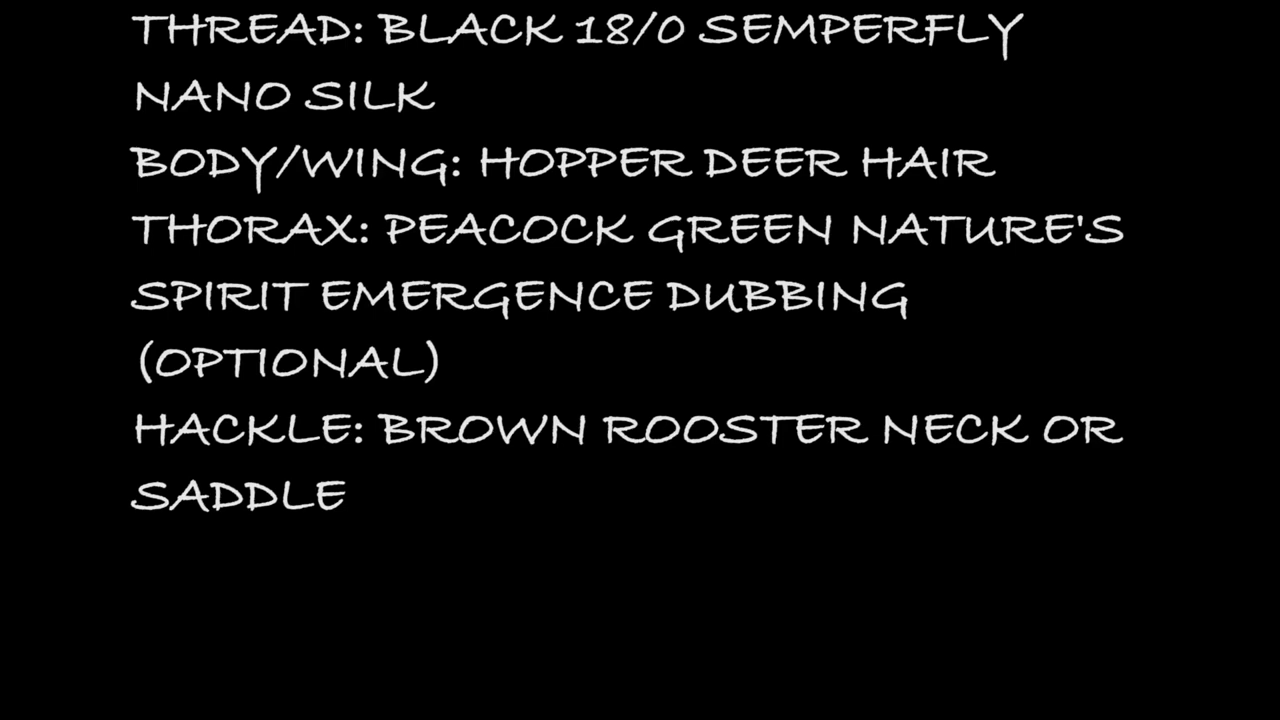 THREAD: BLACK 18/0 SEMPERFLY
NANO SILK
BODY/WING: HOPPER DEER HAIR
THORAX: PEACOCK GREEN NATURE'S
SPIRIT EMERGENCE DUBBING
(OPTIONAL)
HACKLE: BROWN ROOSTER NECK OR
SADDLE